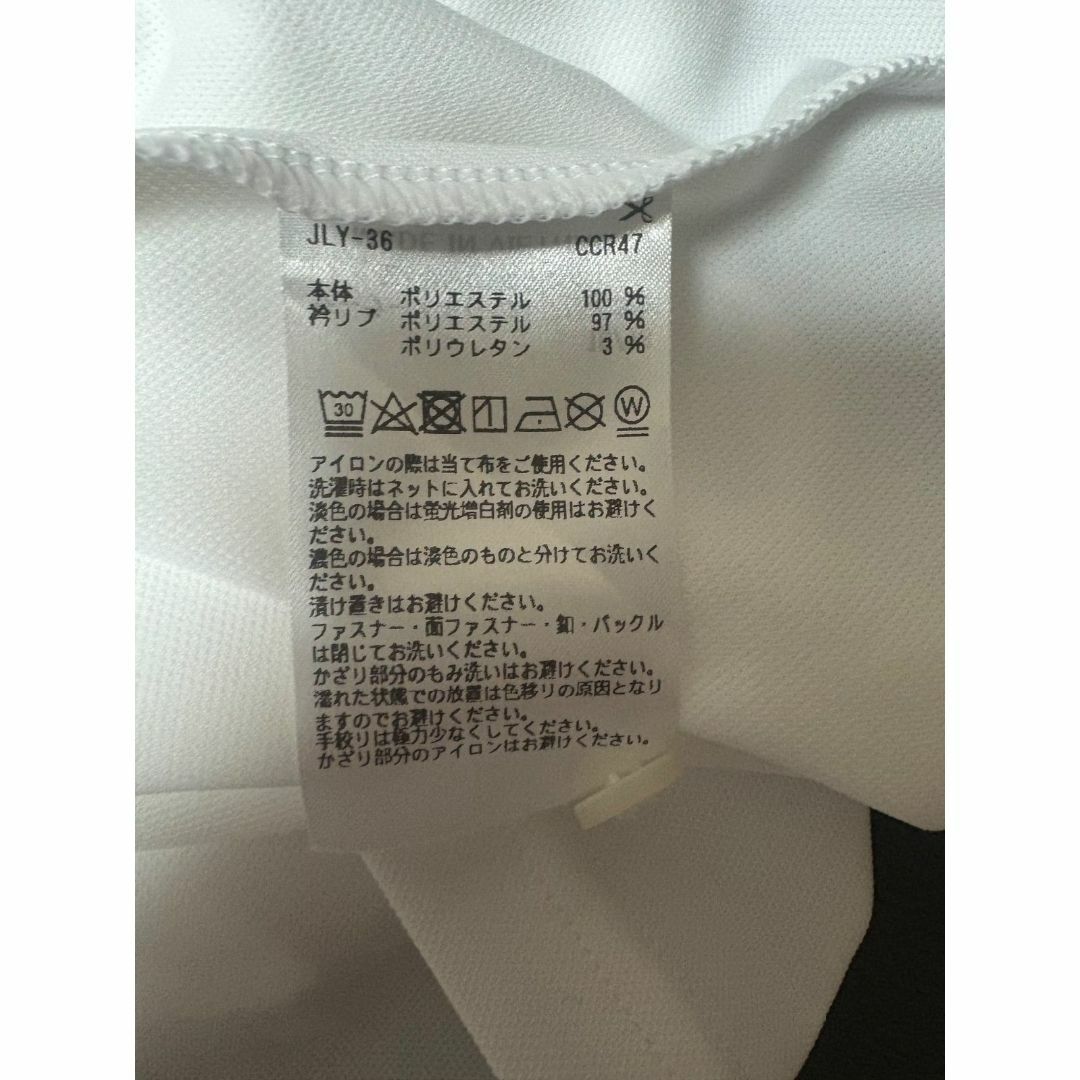 JLY-36 CCR47
本体 ポリエステル 100 %
衿リブ ポリエステル 97 %
ポリウレタン 3 %
30 W
アイロンの際は当て布をご使用ください。
洗濯時はネットに入れてお洗いください。
淡色の場合は蛍光増白剤の使用はお避けく
ださい。
濃色の場合は淡色のものと分けてお洗いく
ださい。
漬け置きはお避けください。
ファスナー・面ファスナー・釦・バックル
は閉じてお洗いください。
かざり部分のもみ洗いはお避けください。
濡れた状態での放置は色移りの原因となり
ますのでお避けください。
手絞りは極力少なくしてください。
かざり部分のアイロンはお避けください。